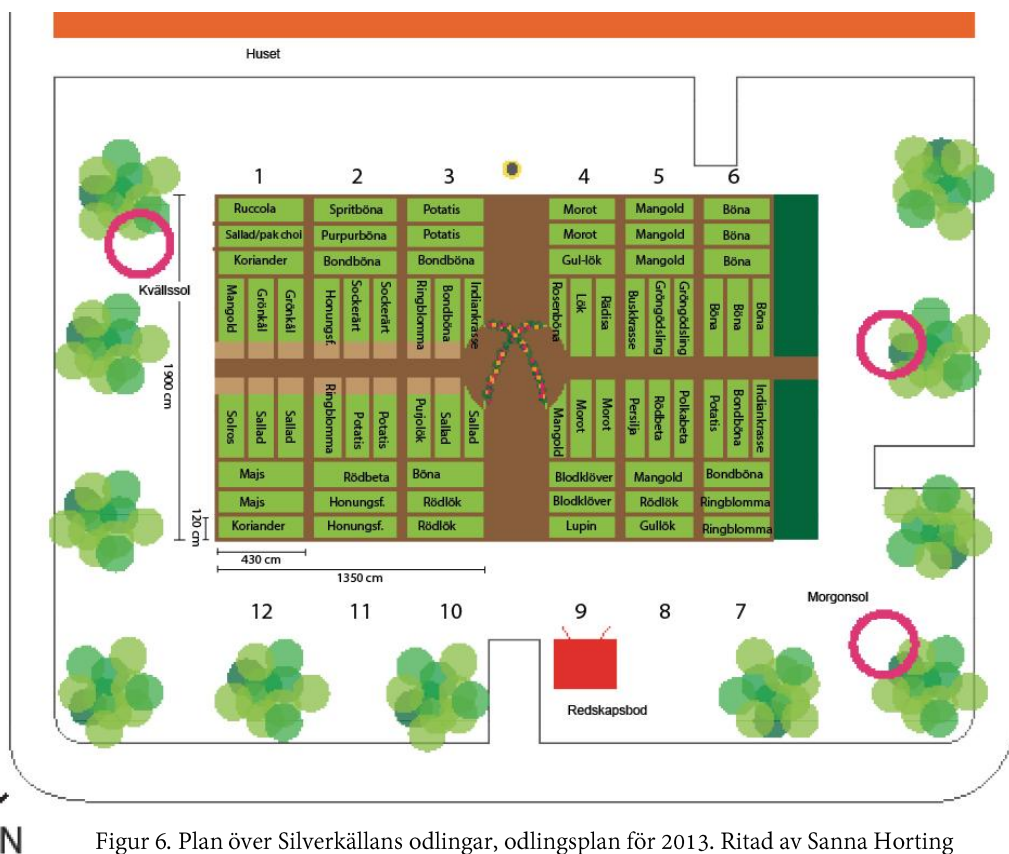 Huset
1 2 3 4 5 6
Ruccola Spritböna Potatis Morot Mangold Böna
Sallad/pak choi Purpurböna Potatis Morot Mangold Böna
Koriander Bondböna Bondböna Gul-lök Mangold Böna
Mangold Grönkål Grönkål Honungsf. Sockerärt Sockerärt Ringblomma Bondböna Indiankrasse Rosenböna Lök Rädisa Buskkrasse Gröngödsling Gröngödsling Böna Böna Böna
Kvällssol
1900 cm
Solros Sallad Sallad Ringblomma Potatis Potatis Purjolök Sallad Sallad Mangold Morot Morot Persilja Rödbeta Polkabeta Potatis Bondböna Indiankrasse
Majs Rödbeta Böna Blodklöver Mangold Bondböna
Majs Honungsf. Rödlök Blodklöver Rödlök Ringblomma
Koriander Honungsf. Rödlök Lupin Gullök Ringblomma
120 cm
430 cm
1350 cm
Morgonsol
12 11 10 9 8 7
Redskapsbod
N
Figur 6. Plan över Silverkällans odlingar, odlingsplan för 2013. Ritad av Sanna Horting